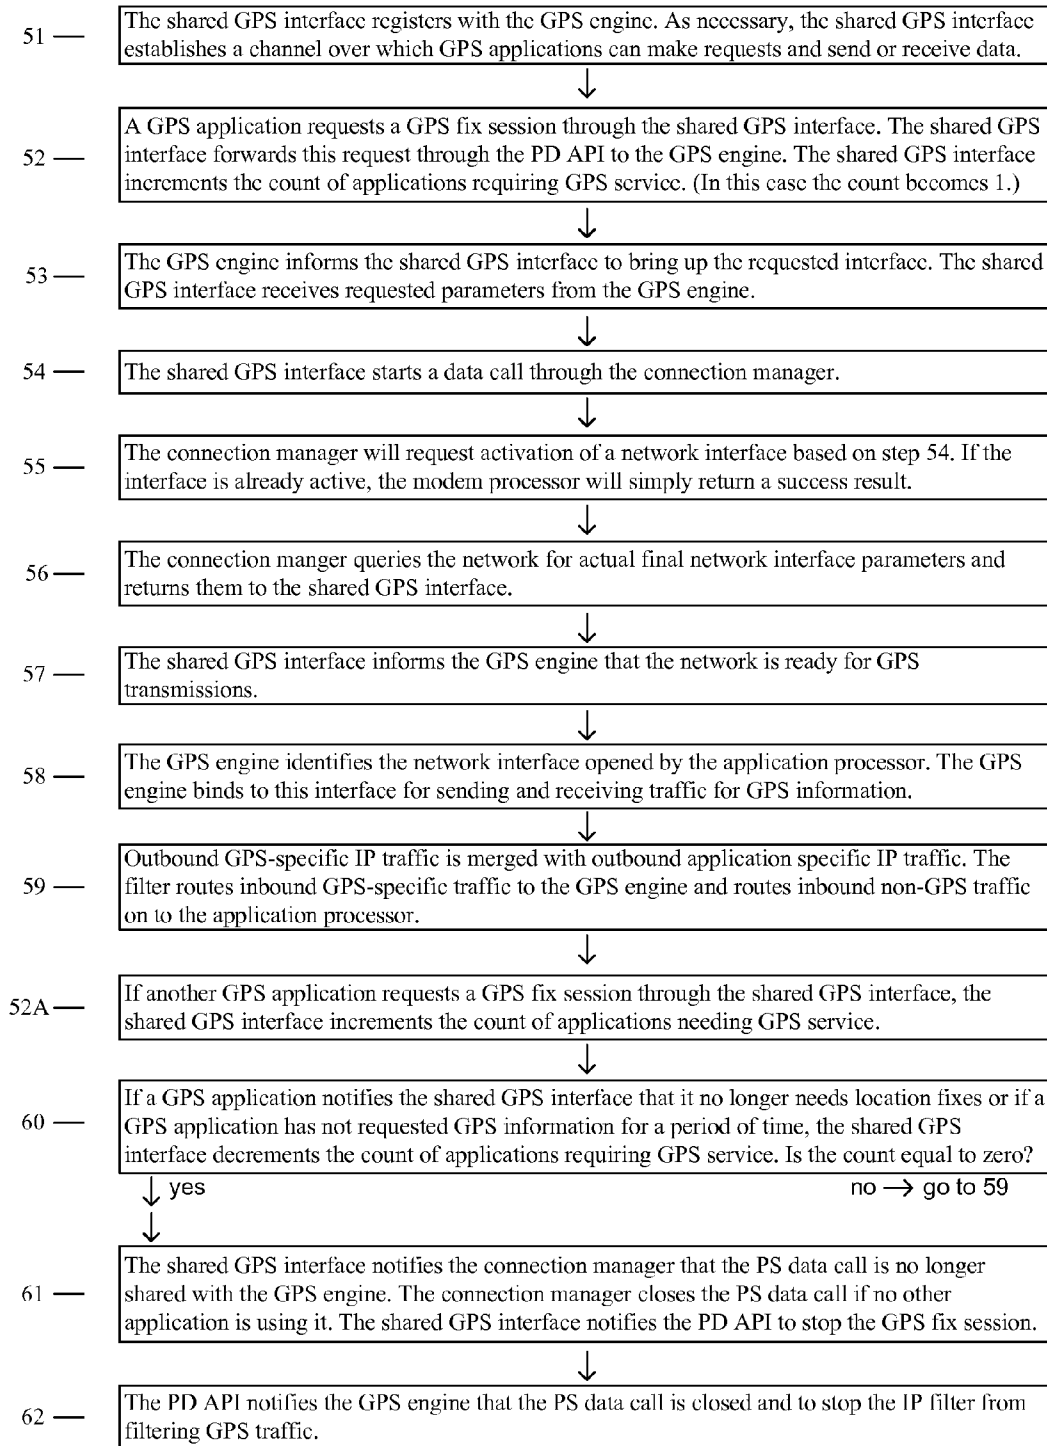 51
The shared GPS interface registers with the GPS engine. As necessary, the shared GPS interface
establishes a channel over which GPS applications can make requests and send or receive data.
52
A GPS application requests a GPS fix session through the shared GPS interface. The shared GPS
interface forwards this request through the PD API to the GPS engine. The shared GPS interface
increments the count of applications requiring GPS service. (In this case the count becomes 1.)
53
The GPS engine informs the shared GPS interface to bring up the requested interface. The shared
GPS interface receives requested parameters from the GPS engine.
54
The shared GPS interface starts a data call through the connection manager.
55
The connection manager will request activation of a network interface based on step 54. If the
interface is already active, the modem processor will simply return a success result.
56
The connection manger queries the network for actual final network interface parameters and
returns them to the shared GPS interface.
57
The shared GPS interface informs the GPS engine that the network is ready for GPS
transmissions.
58
The GPS engine identifies the network interface opened by the application processor. The GPS
engine binds to this interface for sending and receiving traffic for GPS information.
59
Outbound GPS-specific IP traffic is merged with outbound application specific IP traffic. The
filter routes inbound GPS-specific traffic to the GPS engine and routes inbound non-GPS traffic
on to the application processor.
52A
If another GPS application requests a GPS fix session through the shared GPS interface, the
shared GPS interface increments the count of applications needing GPS service.
60
If a GPS application notifies the shared GPS interface that it no longer needs location fixes or if a
GPS application has not requested GPS information for a period of time, the shared GPS
interface decrements the count of applications requiring GPS service. Is the count equal to zero?
yes
no → go to 59
61
The shared GPS interface notifies the connection manager that the PS data call is no longer
shared with the GPS engine. The connection manager closes the PS data call if no other
application is using it. The shared GPS interface notifies the PD API to stop the GPS fix session.
62
The PD API notifies the GPS engine that the PS data call is closed and to stop the IP filter from
filtering GPS traffic.